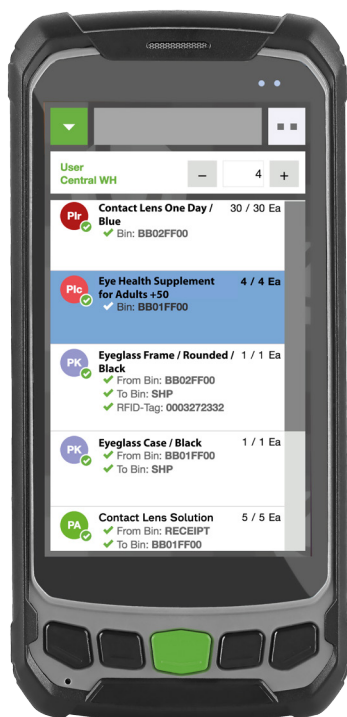 User
Central WH
− 4 +
PIr
Contact Lens One Day / 30 / 30 Ea
Blue
Bin: BB02FF00
PIc
Eye Health Supplement 4 / 4 Ea
for Adults +50
Bin: BB01FF00
PK
Eyeglass Frame / Rounded / 1 / 1 Ea
Black
From Bin: BB02FF00
To Bin: SHP
RFID-Tag: 0003272332
PK
Eyeglass Case / Black 1 / 1 Ea
From Bin: BB01FF00
To Bin: SHP
PA
Contact Lens Solution 5 / 5 Ea
From Bin: RECEIPT
To Bin: BB01FF00